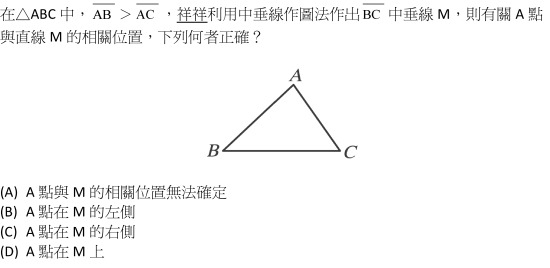 在△ABC 中，AB > AC，祥祥利用中垂線作圖法作出 BC 中垂線 M，則有關 A 點
與直線 M 的相關位置，下列何者正確？
A
B
C
(A) A 點與 M 的相關位置無法確定
(B) A 點在 M 的左側
(C) A 點在 M 的右側
(D) A 點在 M 上